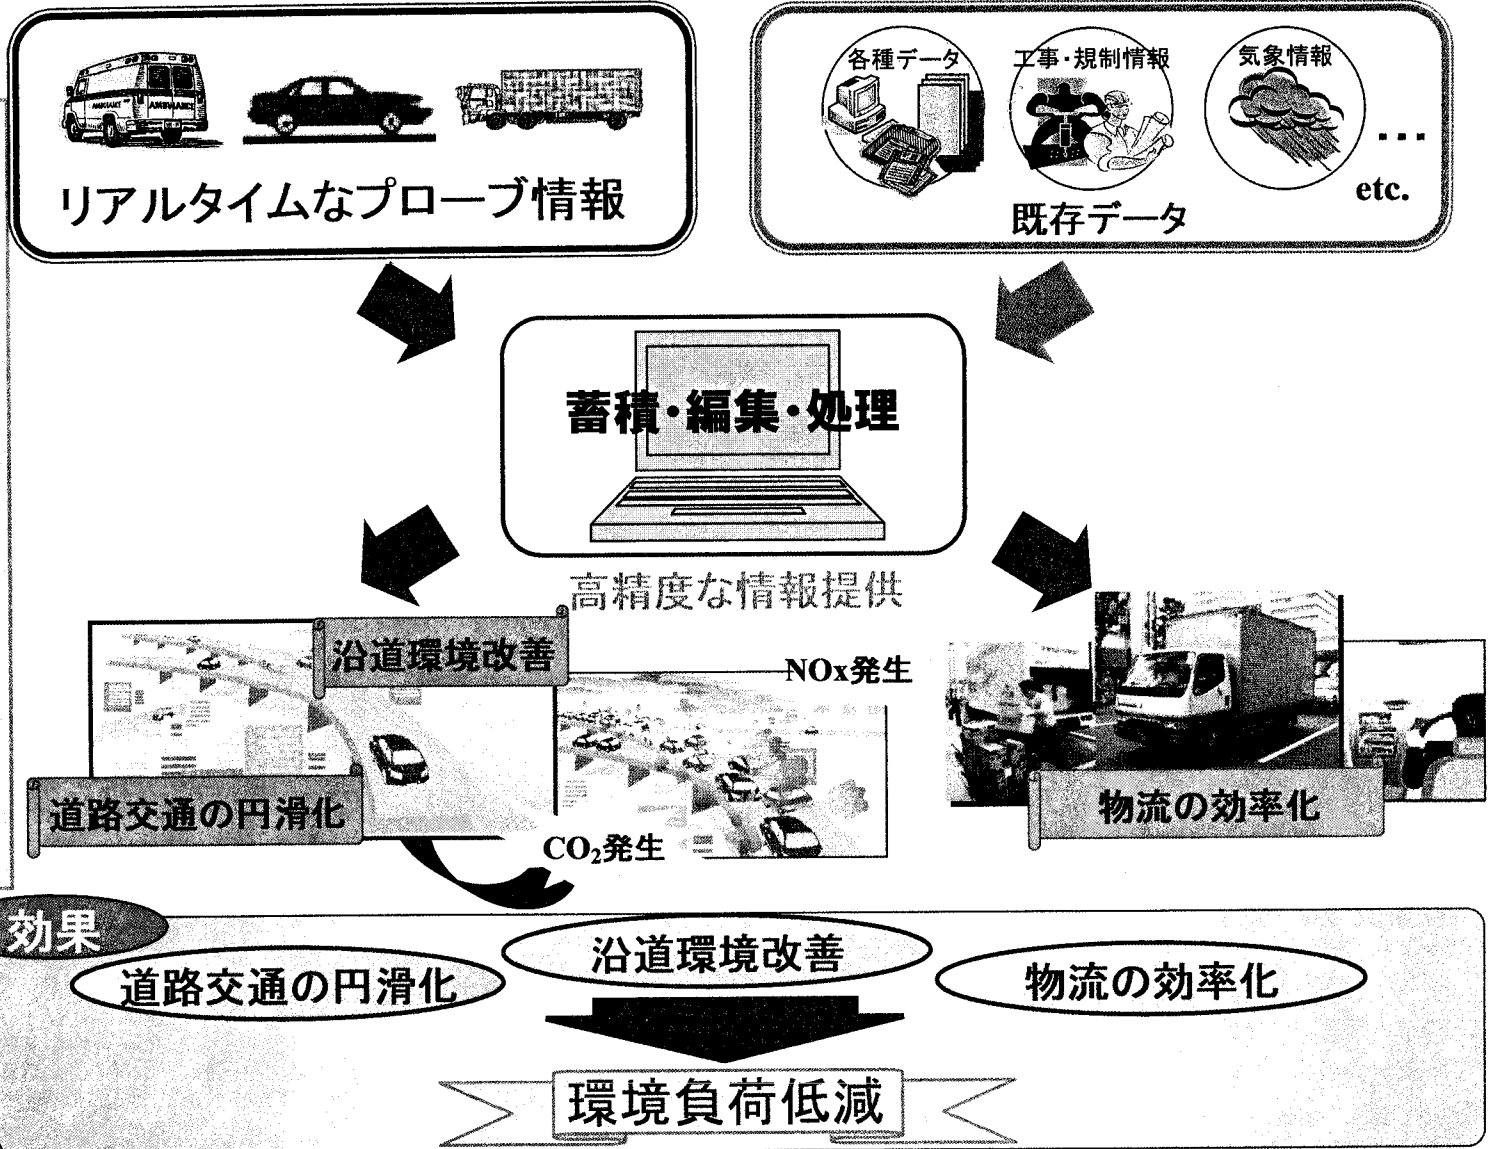 リアルタイムなプローブ情報
各種データ
工事・規制情報
気象情報
…
etc.
既存データ
蓄積・編集・処理
高精度な情報提供
沿道環境改善
NOx発生
道路交通の円滑化
CO₂発生
物流の効率化
効果
道路交通の円滑化
沿道環境改善
物流の効率化
環境負荷低減